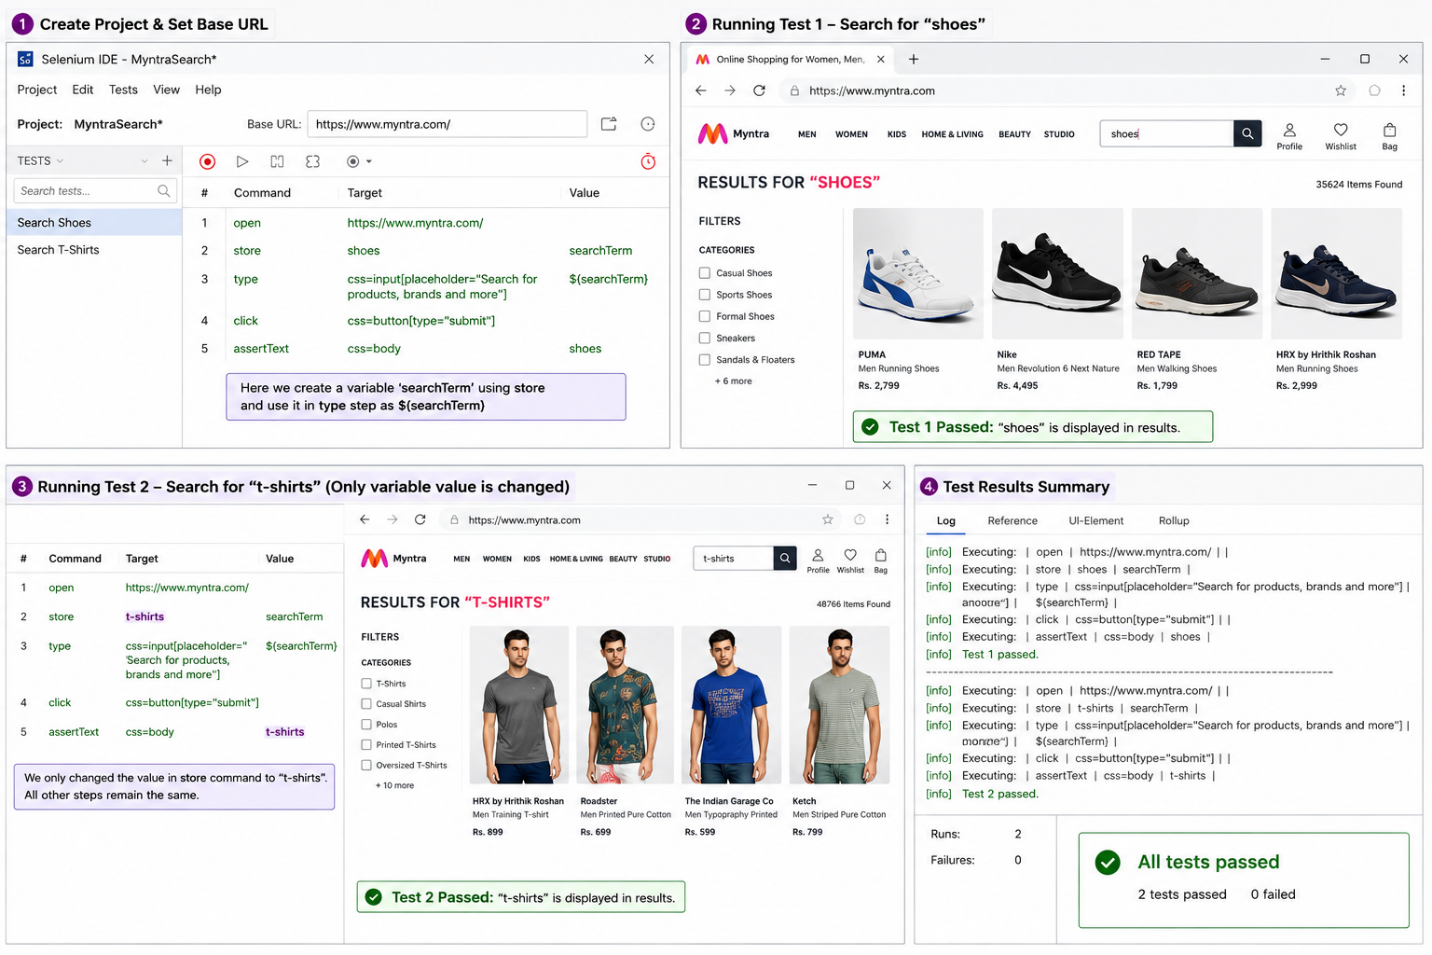 1 Create Project & Set Base URL
Selenium IDE - MyntraSearch*
Project Edit Tests View Help
Project: MyntraSearch* Base URL: https://www.myntra.com/
TESTS
Search tests...
Search Shoes
Search T-Shirts
# Command Target Value
1 open https://www.myntra.com/
2 store shoes searchTerm
3 type css=input[placeholder="Search for ${searchTerm}
products, brands and more"]
4 click css=button[type="submit"]
5 assertText css=body shoes
Here we create a variable ‘searchTerm’ using store
and use it in type step as ${searchTerm}
2 Running Test 1 – Search for “shoes”
Online Shopping for Women, Men,
https://www.myntra.com
Myntra MEN WOMEN KIDS HOME & LIVING BEAUTY STUDIO shoes Profile Wishlist Bag
RESULTS FOR “SHOES” 35624 Items Found
FILTERS
CATEGORIES
Casual Shoes
Sports Shoes
Formal Shoes
Sneakers
Sandals & Floaters
+ 6 more
PUMA Nike RED TAPE HRX by Hrithik Roshan
Men Running Shoes Men Revolution 6 Next Nature Men Walking Shoes Men Running Shoes
Rs. 2,799 Rs. 4,495 Rs. 1,799 Rs. 2,999
Test 1 Passed: “shoes” is displayed in results.
3 Running Test 2 – Search for “t-shirts” (Only variable value is changed)
# Command Target Value
1 open https://www.myntra.com/
2 store t-shirts searchTerm
3 type css=input[placeholder=" ${searchTerm}
'Search for products,
brands and more"]
4 click css=button[type="submit"]
5 assertText css=body t-shirts
We only changed the value in store command to “t-shirts”.
All other steps remain the same.
https://www.myntra.com
Myntra MEN WOMEN KIDS HOME & LIVING BEAUTY STUDIO t-shirts Profile Wishlist Bag
RESULTS FOR “T-SHIRTS” 48766 Items Found
FILTERS
CATEGORIES
T-Shirts
Casual Shirts
Polos
Printed T-Shirts
Oversized T-Shirts
+ 10 more
HRX by Hrithik Roshan Roadster The Indian Garage Co Ketch
Men Training T-shirt Men Printed Pure Cotton Men Typography Printed Men Striped Pure Cotton
Rs. 899 Rs. 699 Rs. 599 Rs. 799
Test 2 Passed: “t-shirts” is displayed in results.
4. Test Results Summary
Log Reference UI-Element Rollup
[info] Executing: | open | https://www.myntra.com/ | |
[info] Executing: | store | shoes | searchTerm |
[info] Executing: | type | css=input[placeholder="Search for products, brands and more"] |
${searchTerm} |
[info] Executing: | click | css=button[type="submit"] | |
[info] Executing: | assertText | css=body | shoes |
[info] Test 1 passed.
[info] Executing: | open | https://www.myntra.com/ | |
[info] Executing: | store | t-shirts | searchTerm |
[info] Executing: | type | css=input[placeholder="Search for products, brands and more"] |
${searchTerm} |
[info] Executing: | click | css=button[type="submit"] | |
[info] Executing: | assertText | css=body | t-shirts |
[info] Test 2 passed.
Runs: 2
Failures: 0
All tests passed
2 tests passed 0 failed